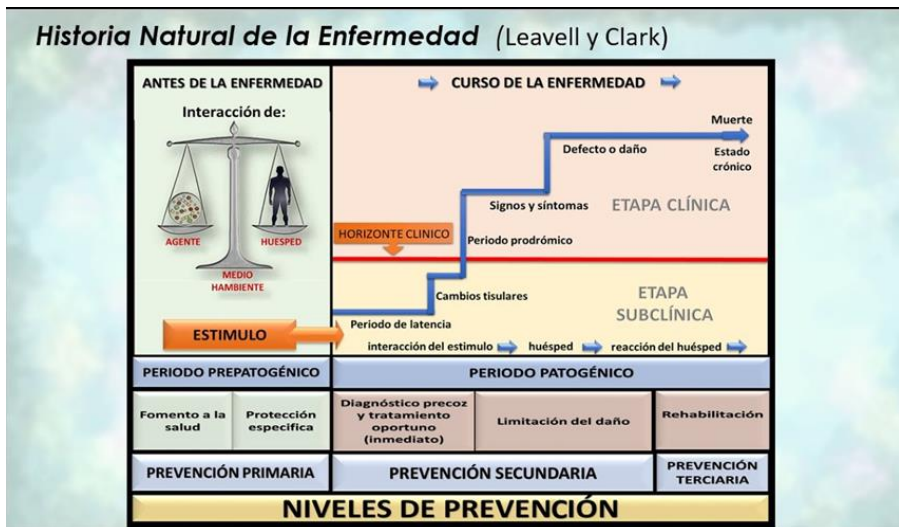 Historia Natural de la Enfermedad (Leavell y Clark)
ANTES DE LA ENFERMEDAD
Interacción de:
AGENTE
HUESPED
MEDIO
HAMBIENTE
ESTIMULO
CURSO DE LA ENFERMEDAD
Muerte
Estado
crónico
Defecto o daño
Signos y síntomas
ETAPA CLÍNICA
HORIZONTE CLINICO
Periodo prodrómico
Cambios tisulares
ETAPA
SUBCLÍNICA
Periodo de latencia
interacción del estimulo
huésped
reacción del huésped
PERIODO PREPATOGÉNICO
PERIODO PATOGÉNICO
Fomento a la
salud
Protección
especifica
Diagnóstico precoz
y tratamiento
oportuno
(inmediato)
Limitación del daño
Rehabilitación
PREVENCIÓN PRIMARIA
PREVENCIÓN SECUNDARIA
PREVENCIÓN
TERCIARIA
NIVELES DE PREVENCIÓN